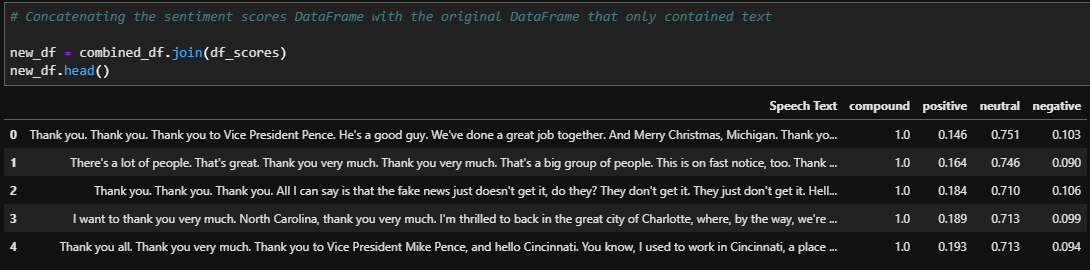 # Concatenating the sentiment scores DataFrame with the original DataFrame that only contained text
new_df = combined_df.join(df_scores)
new_df.head()
Speech Text compound positive neutral negative
0 Thank you. Thank you. Thank you to Vice President Pence. He's a good guy. We've done a great job together. And Merry Christmas, Michigan. Thank yo... 1.0 0.146 0.751 0.103
1 There's a lot of people. That's great. Thank you very much. Thank you very much. That's a big group of people. This is on fast notice, too. Thank ... 1.0 0.164 0.746 0.090
2 Thank you. Thank you. Thank you. All I can say is that the fake news just doesn't get it, do they? They don't get it. They just don't get it. Hell... 1.0 0.184 0.710 0.106
3 I want to thank you very much. North Carolina, thank you very much. I'm thrilled to back in the great city of Charlotte, where, by the way, we're ... 1.0 0.189 0.713 0.099
4 Thank you all. Thank you very much. Thank you to Vice President Mike Pence, and hello Cincinnati. You know, I used to work in Cincinnati, a place ... 1.0 0.193 0.713 0.094